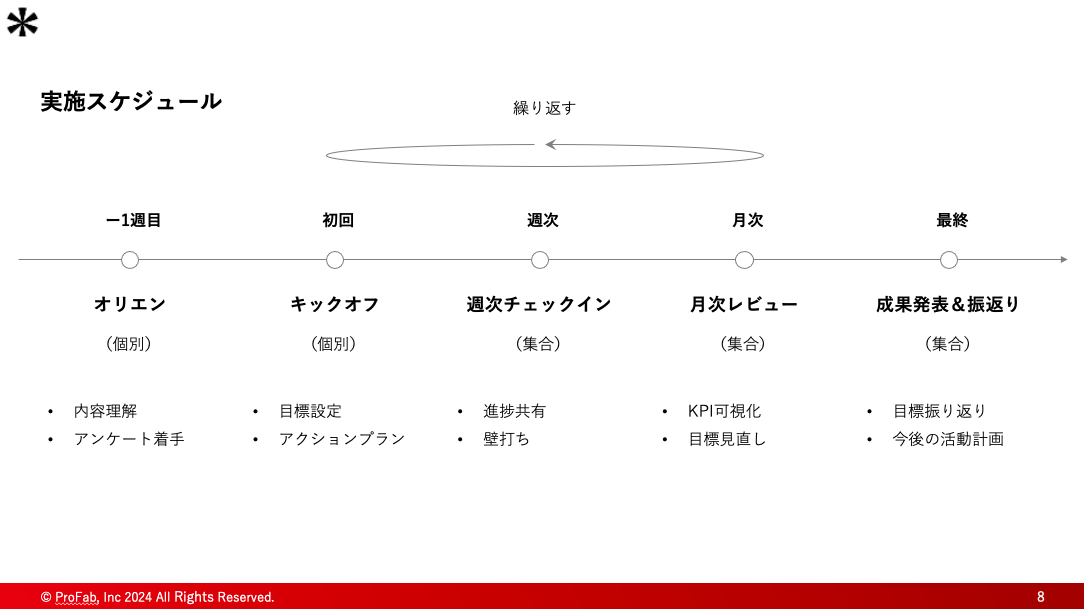 実施スケジュール
繰り返す
ー1週目
初回
週次
月次
最終
オリエン
キックオフ
週次チェックイン
月次レビュー
成果発表＆振返り
（個別）
（個別）
（集合）
（集合）
（集合）
• 内容理解
• アンケート着手
• 目標設定
• アクションプラン
• 進捗共有
• 壁打ち
• KPI可視化
• 目標見直し
• 目標振り返り
• 今後の活動計画
© ProFab, Inc 2024 All Rights Reserved.
8